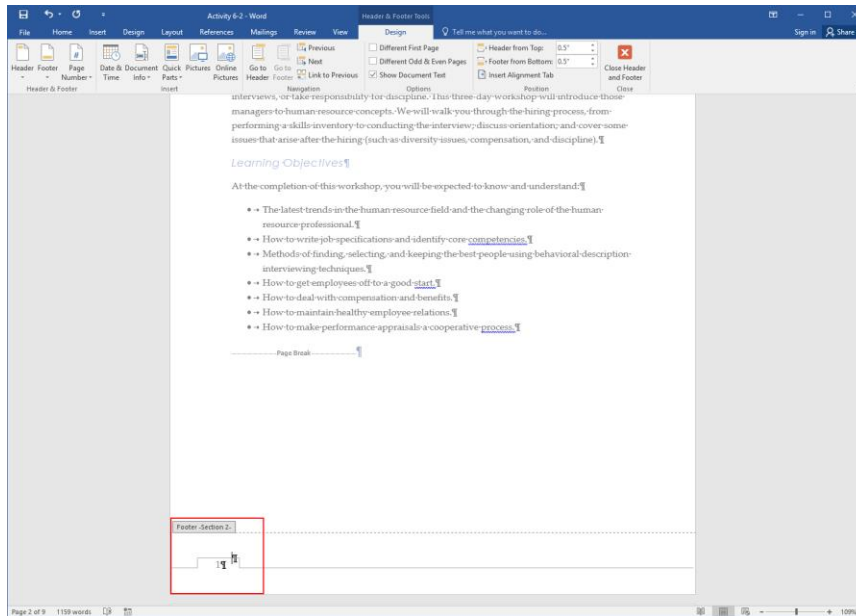 Activity 6-2 - Word
Header & Footer Tools
File Home Insert Design Layout References Mailings Review View Design Tell me what you want to do... Sign in Share
Header Footer Page Number
Header & Footer
Date & Time Document Info Quick Parts Pictures Online Pictures
Insert
Go to Header Go to Footer Previous Next Link to Previous
Navigation
Different First Page
Different Odd & Even Pages
Show Document Text
Options
Header from Top: 0.5"
Footer from Bottom: 0.5"
Insert Alignment Tab
Position
Close Header and Footer
Close
interviews, or take responsibility for discipline. This three-day workshop will introduce those
managers to human resource concepts. We will walk you through the hiring process, from
performing a skills inventory to conducting the interview; discuss orientation; and cover some
issues that arise after the hiring (such as diversity issues, compensation, and discipline).¶
Learning Objectives¶
At the completion of this workshop, you will be expected to know and understand:¶
• → The latest trends in the human resource field and the changing role of the human
resource professional.¶
• → How to write job specifications and identify core competencies.¶
• → Methods of finding, selecting, and keeping the best people using behavioral description
interviewing techniques.¶
• → How to get employees off to a good start.¶
• → How to deal with compensation and benefits.¶
• → How to maintain healthy employee relations.¶
• → How to make performance appraisals a cooperative process.¶
Page Break¶
Footer -Section 2-
1¶ ¶
Page 2 of 9 1159 words 109%